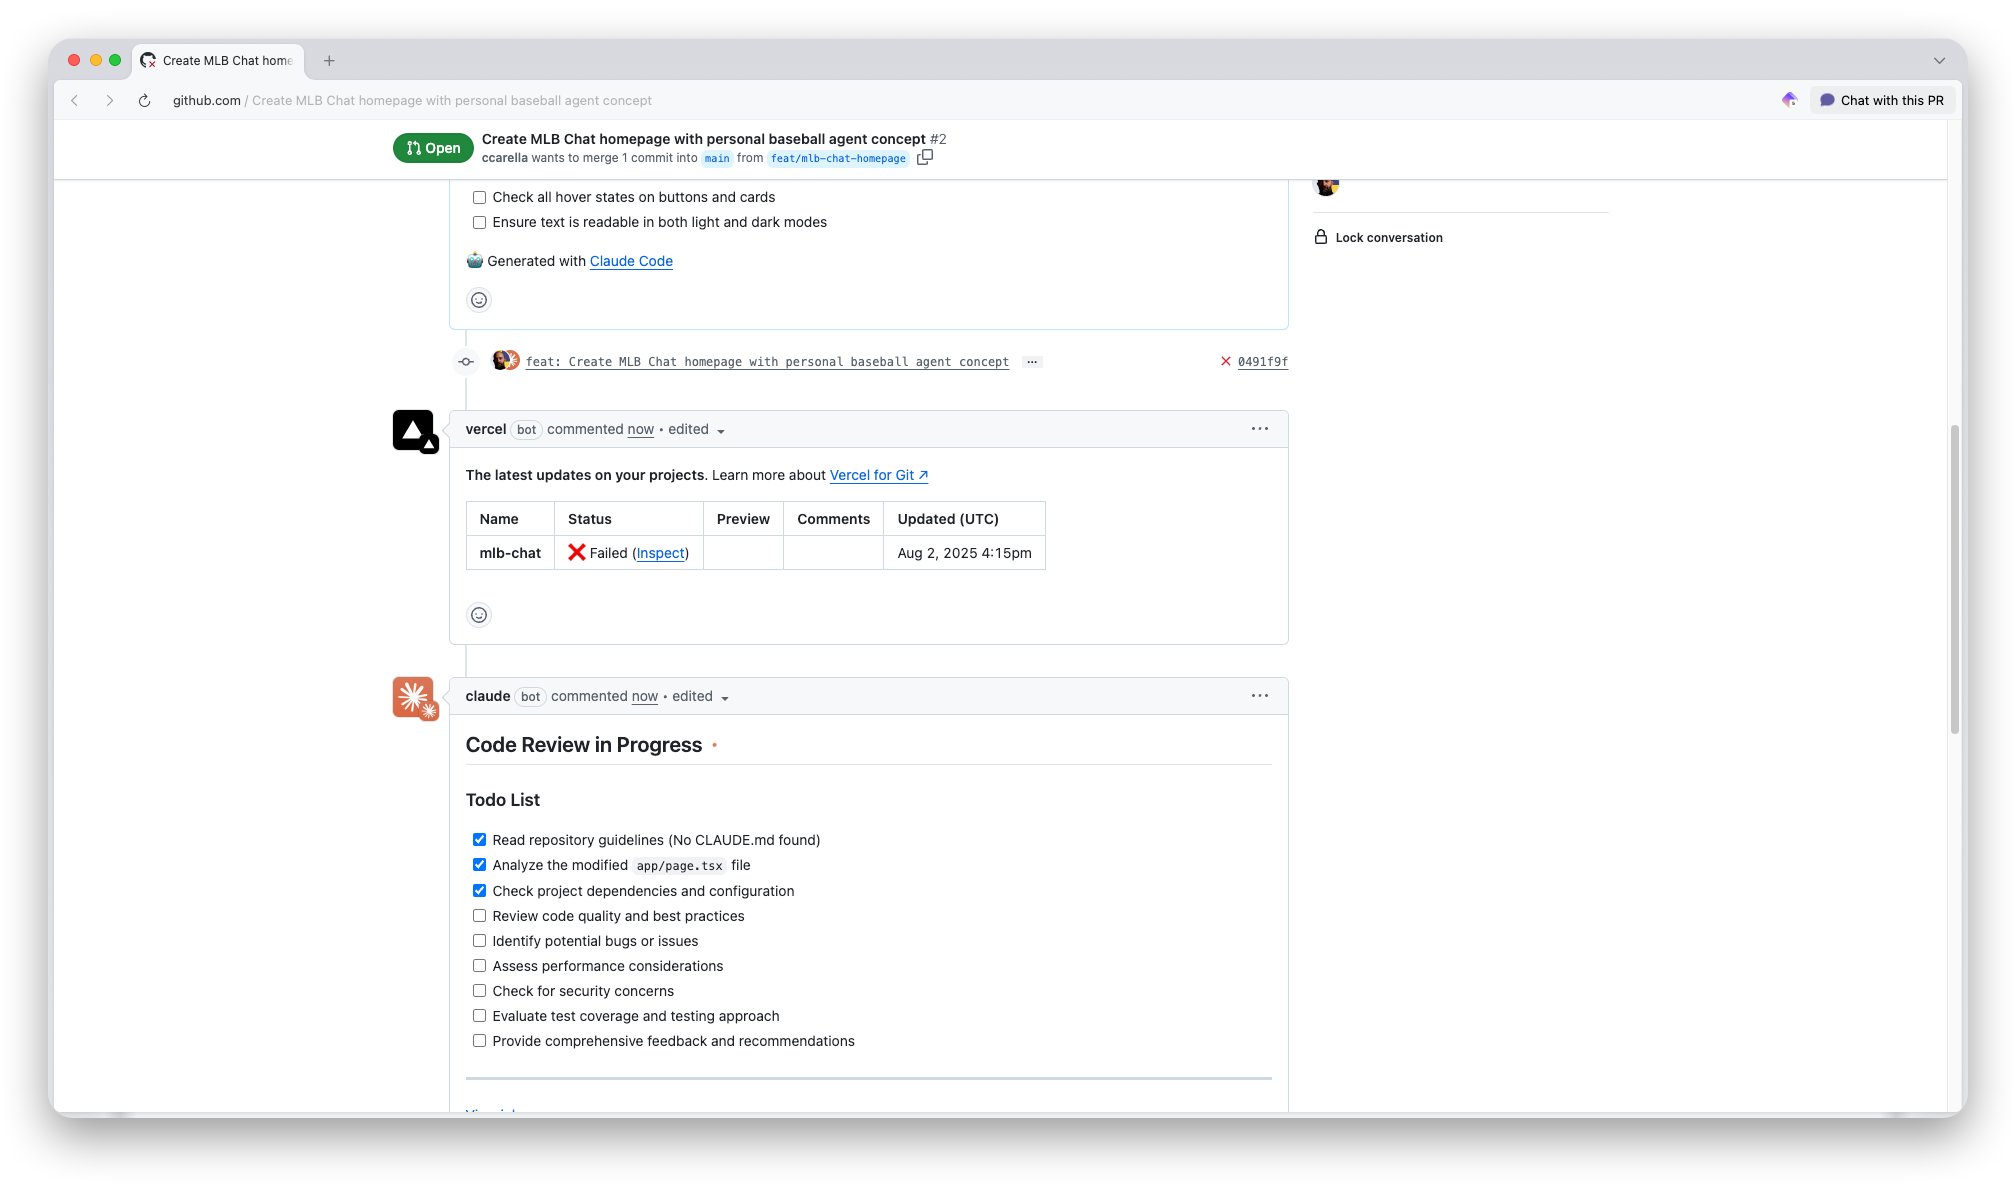 Create MLB Chat home
github.com / Create MLB Chat homepage with personal baseball agent concept
Chat with this PR
Open
Create MLB Chat homepage with personal baseball agent concept #2
ccarella wants to merge 1 commit into main from feat/mlb-chat-homepage
Check all hover states on buttons and cards
Ensure text is readable in both light and dark modes
Lock conversation
Generated with Claude Code
feat: Create MLB Chat homepage with personal baseball agent concept ... 0491f9f
vercel bot commented now • edited
The latest updates on your projects. Learn more about Vercel for Git ↗
Name Status Preview Comments Updated (UTC)
mlb-chat ❌ Failed (Inspect) Aug 2, 2025 4:15pm
claude bot commented now • edited
Code Review in Progress
Todo List
Read repository guidelines (No CLAUDE.md found)
Analyze the modified app/page.tsx file
Check project dependencies and configuration
Review code quality and best practices
Identify potential bugs or issues
Assess performance considerations
Check for security concerns
Evaluate test coverage and testing approach
Provide comprehensive feedback and recommendations